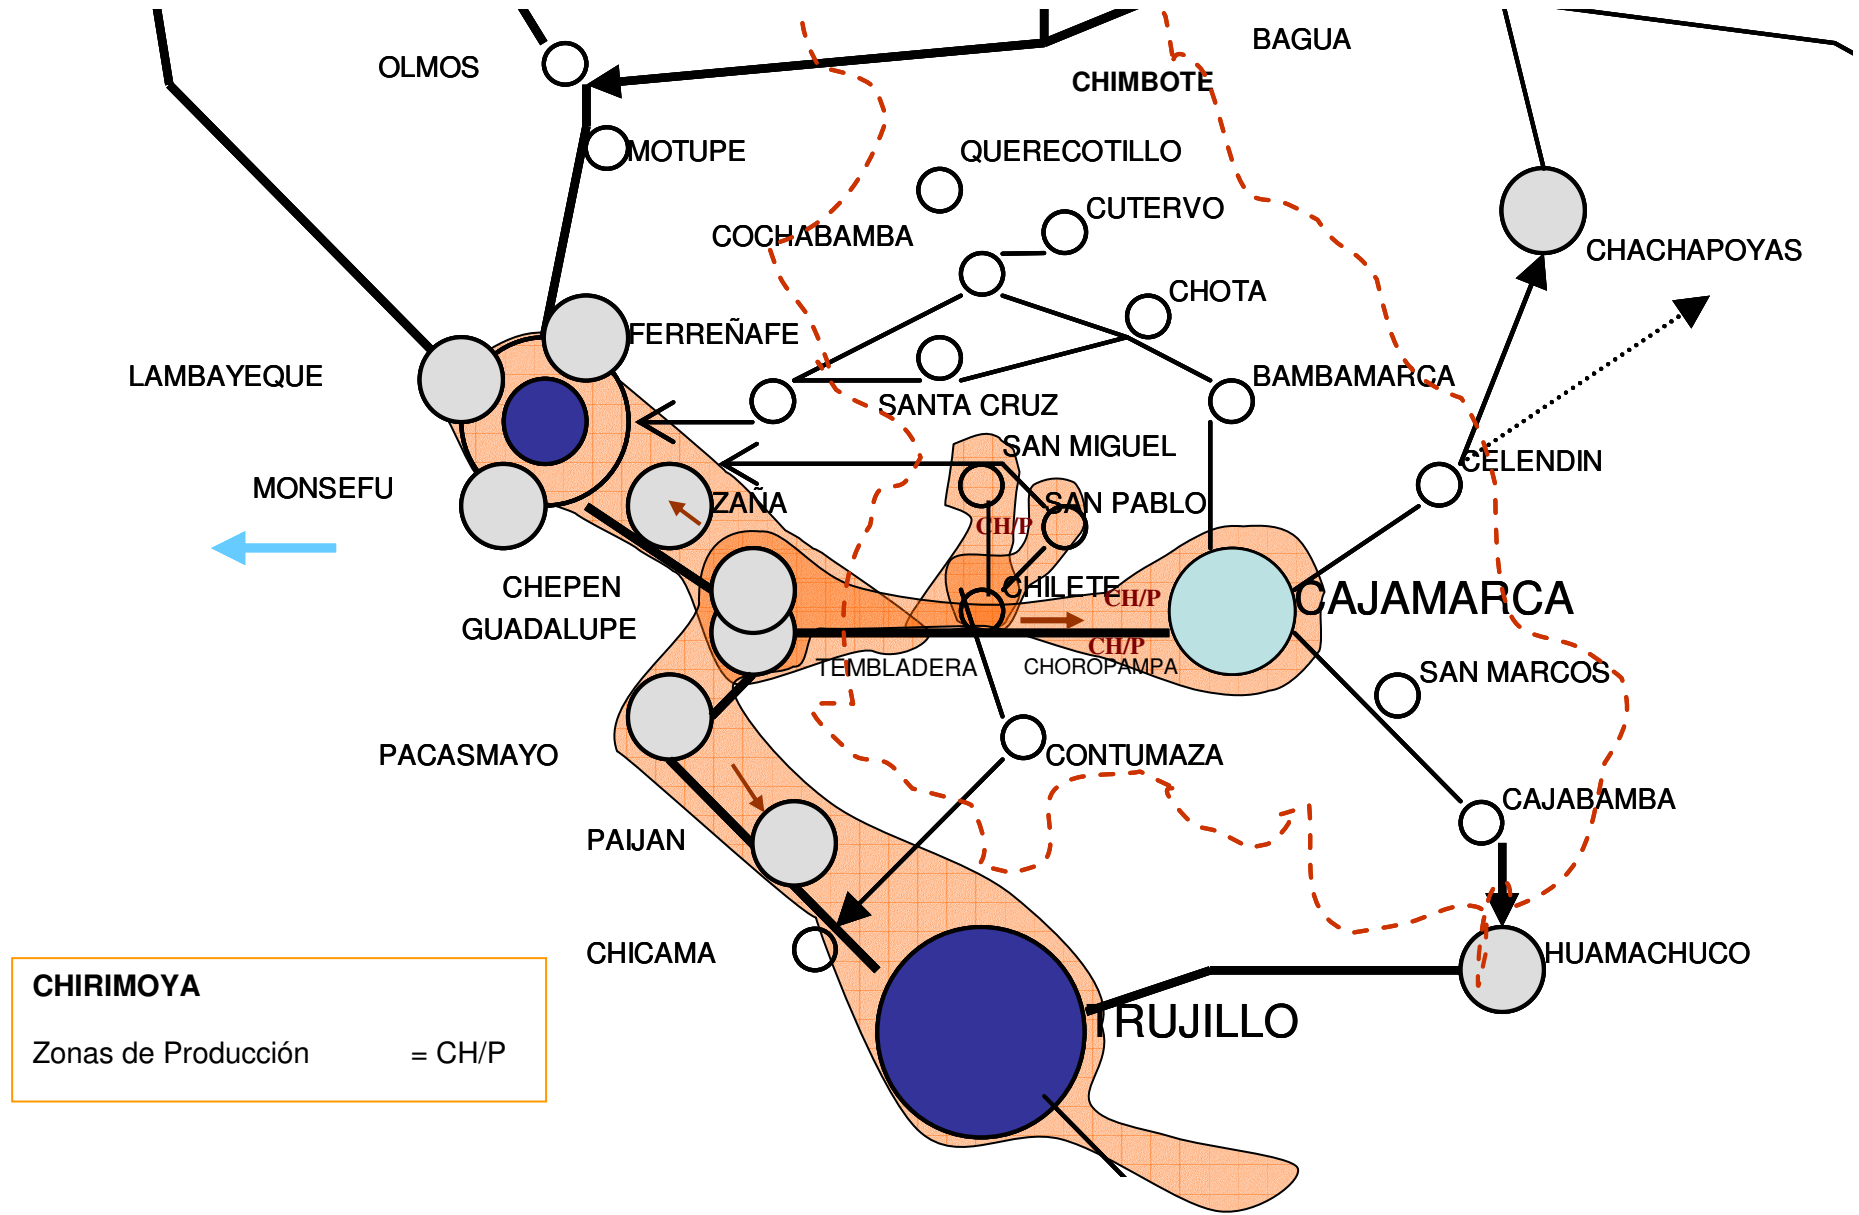 BAGUA
OLMOS
CHIMBOTE
MOTUPE
QUERECOTILLO
CUTERVO
COCHABAMBA
CHACHAPOYAS
CHOTA
FERREÑAFE
LAMBAYEQUE
BAMBAMARCA
SANTA CRUZ
SAN MIGUEL
CELENDIN
MONSEFU
ZAÑA
SAN PABLO
CH/P
CHEPEN
CHILETE
CH/P
CAJAMARCA
GUADALUPE
CH/P
TEMBLADERA
CHOROPAMPA
SAN MARCOS
PACASMAYO
CONTUMAZA
CAJABAMBA
PAIJAN
CHICAMA
HUAMACHUCO
TRUJILLO
CHIRIMOYA
Zonas de Producción = CH/P